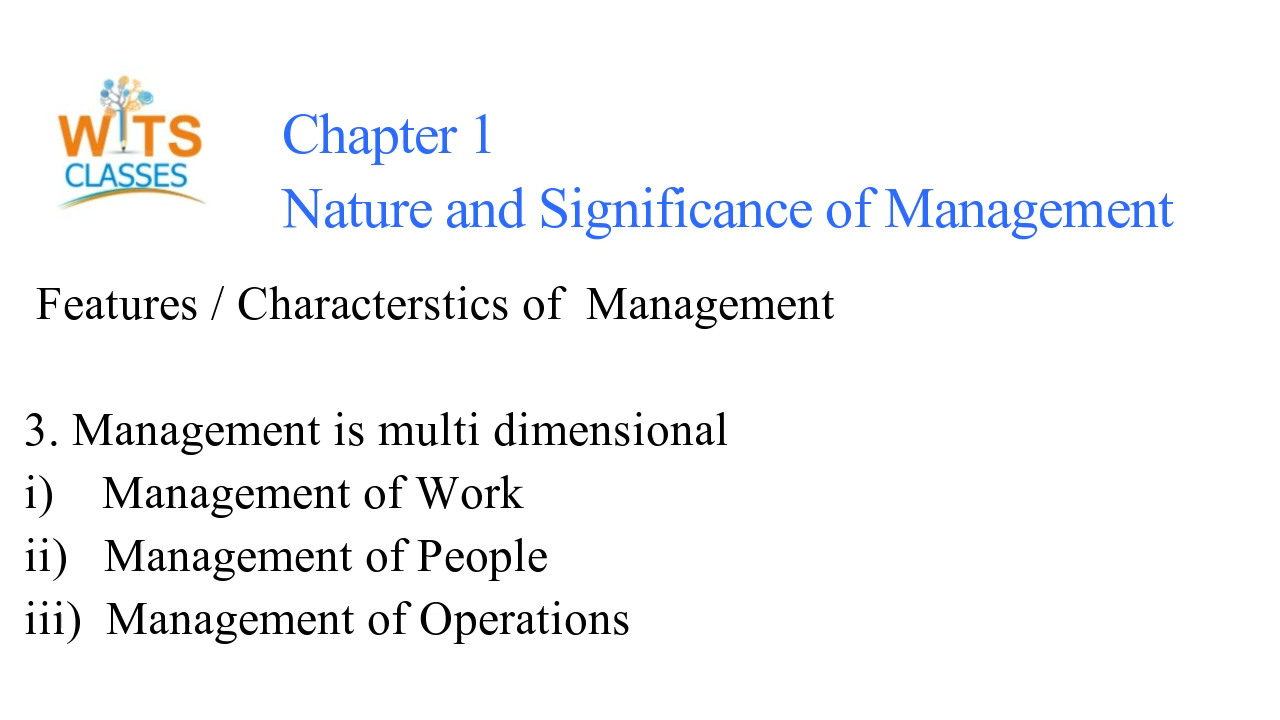 WITS
CLASSES
Chapter 1
Nature and Significance of Management
Features / Characterstics of Management
3. Management is multi dimensional
i) Management of Work
ii) Management of People
iii) Management of Operations